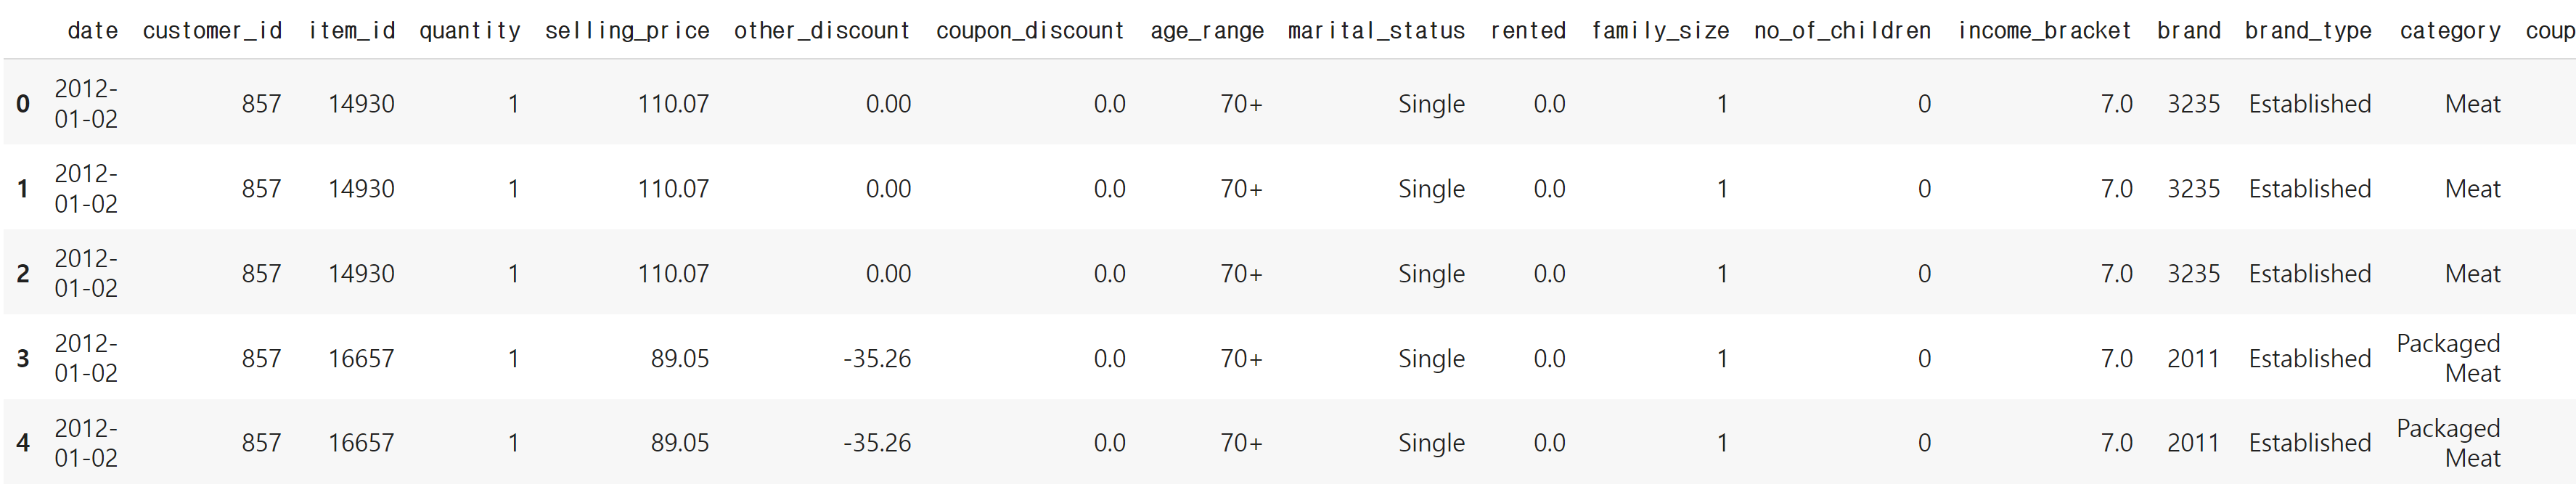 date customer_id item_id quantity selling_price other_discount coupon_discount age_range marital_status rented family_size no_of_children income_bracket brand brand_type category coup
0 2012-01-02 857 14930 1 110.07 0.00 0.0 70+ Single 0.0 1 0 7.0 3235 Established Meat
1 2012-01-02 857 14930 1 110.07 0.00 0.0 70+ Single 0.0 1 0 7.0 3235 Established Meat
2 2012-01-02 857 14930 1 110.07 0.00 0.0 70+ Single 0.0 1 0 7.0 3235 Established Meat
3 2012-01-02 857 16657 1 89.05 -35.26 0.0 70+ Single 0.0 1 0 7.0 2011 Established Packaged Meat
4 2012-01-02 857 16657 1 89.05 -35.26 0.0 70+ Single 0.0 1 0 7.0 2011 Established Packaged Meat